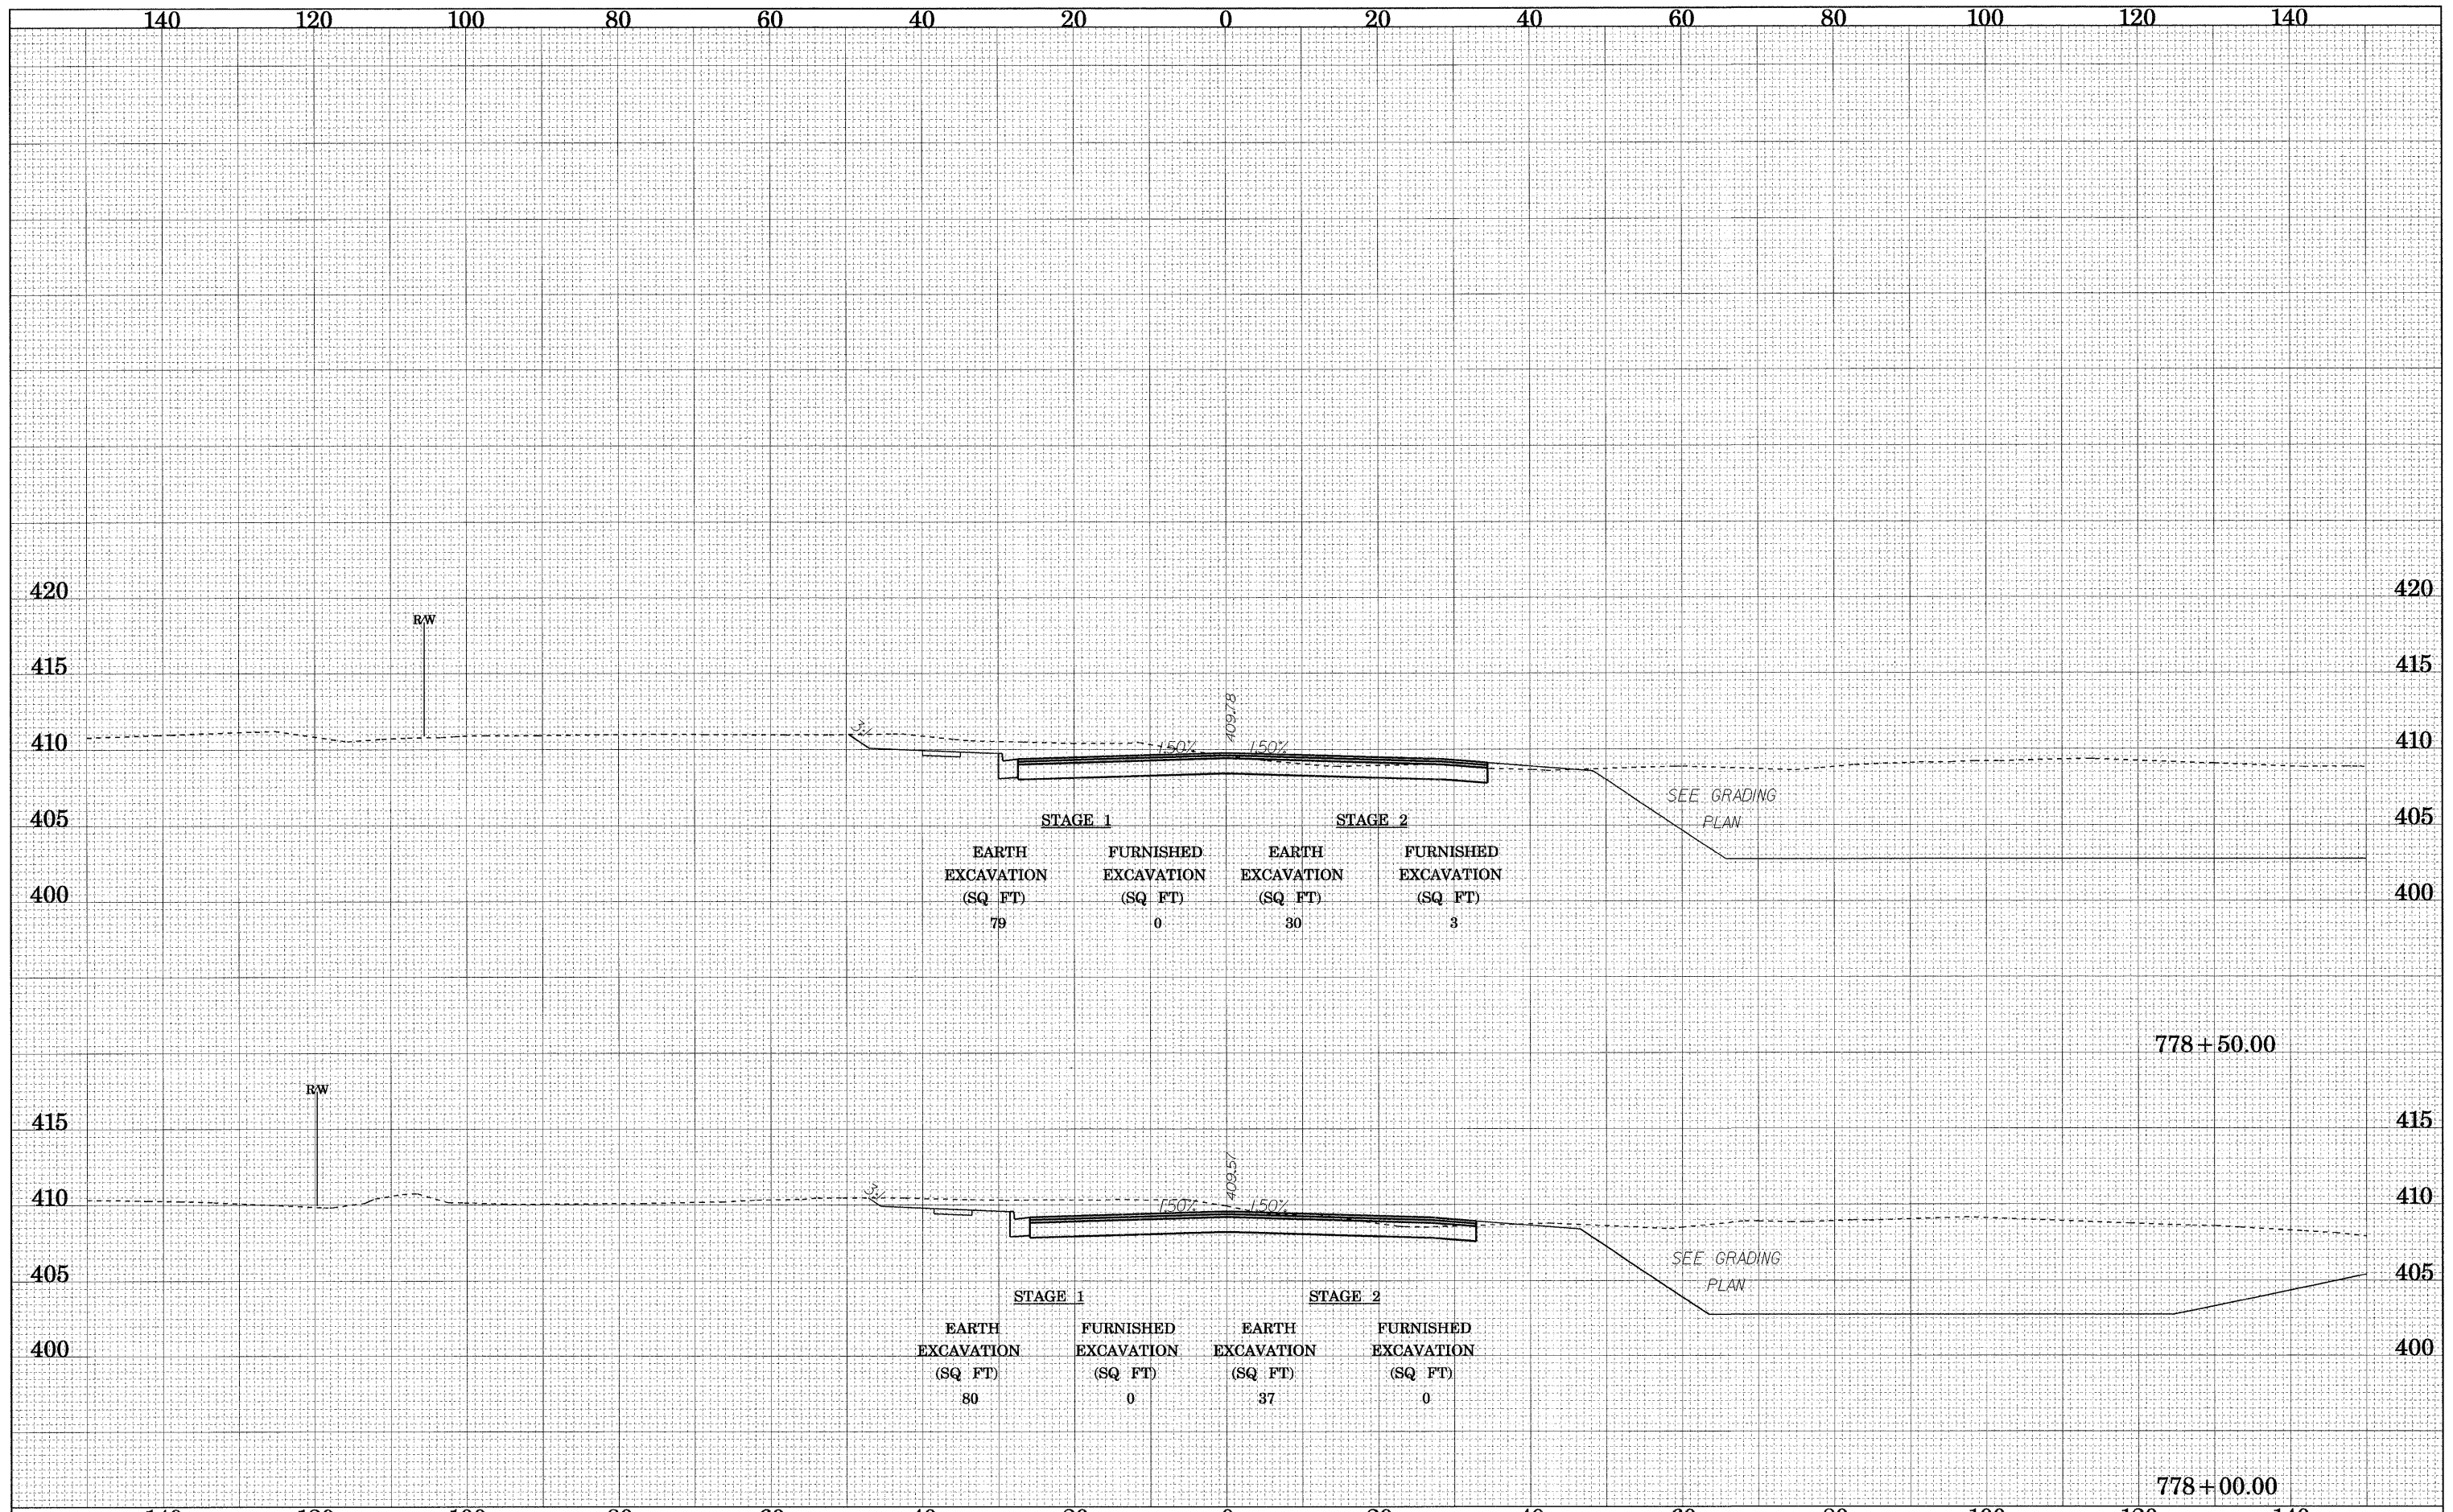 140 120 100 80 60 40 20 0 20 40 60 80 100 120 140
420 420
R/W
415 415
409.78
3:1
410 1.50% 1.50% 410
SEE GRADING
PLAN
405 405
STAGE 1 STAGE 2
EARTH FURNISHED EARTH FURNISHED
EXCAVATION EXCAVATION EXCAVATION EXCAVATION
(SQ FT) (SQ FT) (SQ FT) (SQ FT)
400 400
79 0 30 3
778+50.00
R/W
415 415
409.57
3:1
410 1.50% 1.50% 410
SEE GRADING
PLAN
405 405
STAGE 1 STAGE 2
EARTH FURNISHED EARTH FURNISHED
EXCAVATION EXCAVATION EXCAVATION EXCAVATION
400 400
(SQ FT) (SQ FT) (SQ FT) (SQ FT)
80 0 37 0
778+00.00